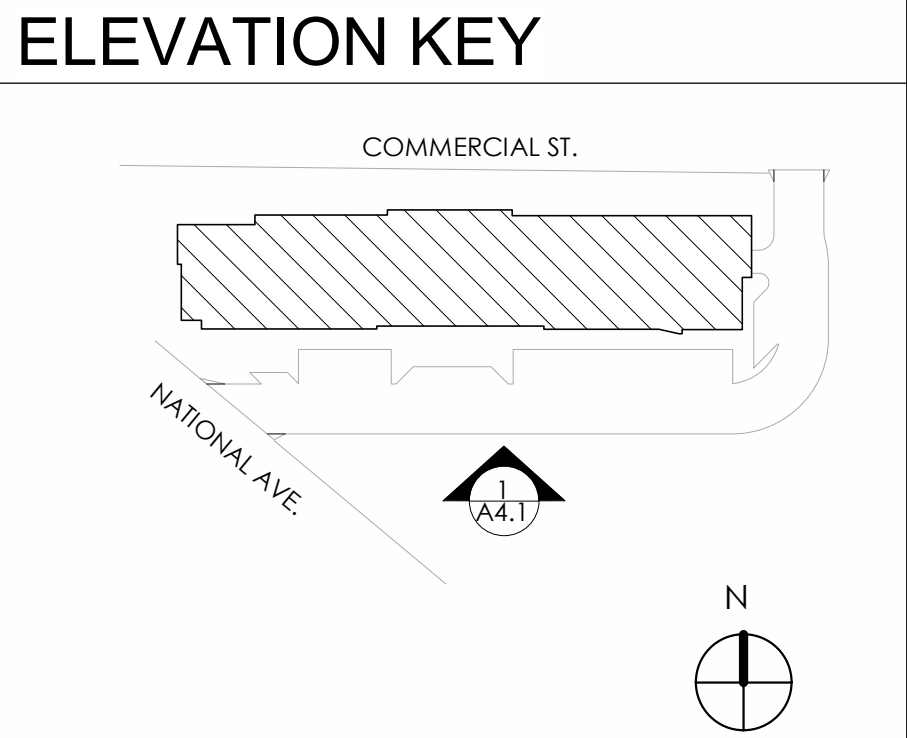 ELEVATION KEY
COMMERCIAL ST.
NATIONAL AVE.
1
A4.1
N